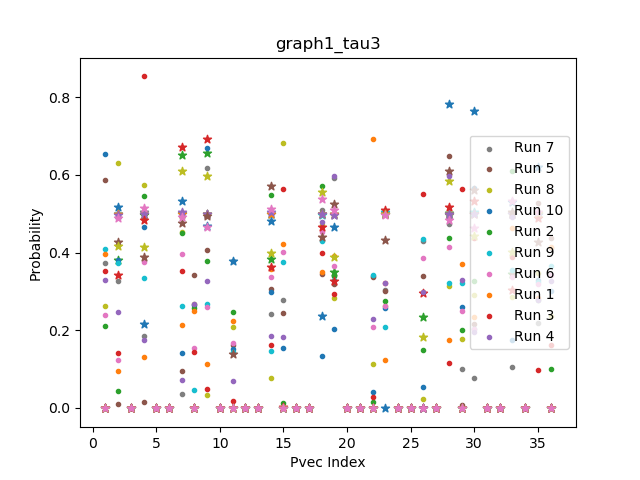 graph1_tau3
Probability
0.8
0.6
0.4
0.2
0.0
Run 7
Run 5
Run 8
Run 10
Run 2
Run 9
Run 6
Run 1
Run 3
Run 4
0 5 10 15 20 25 30 35
Pvec Index